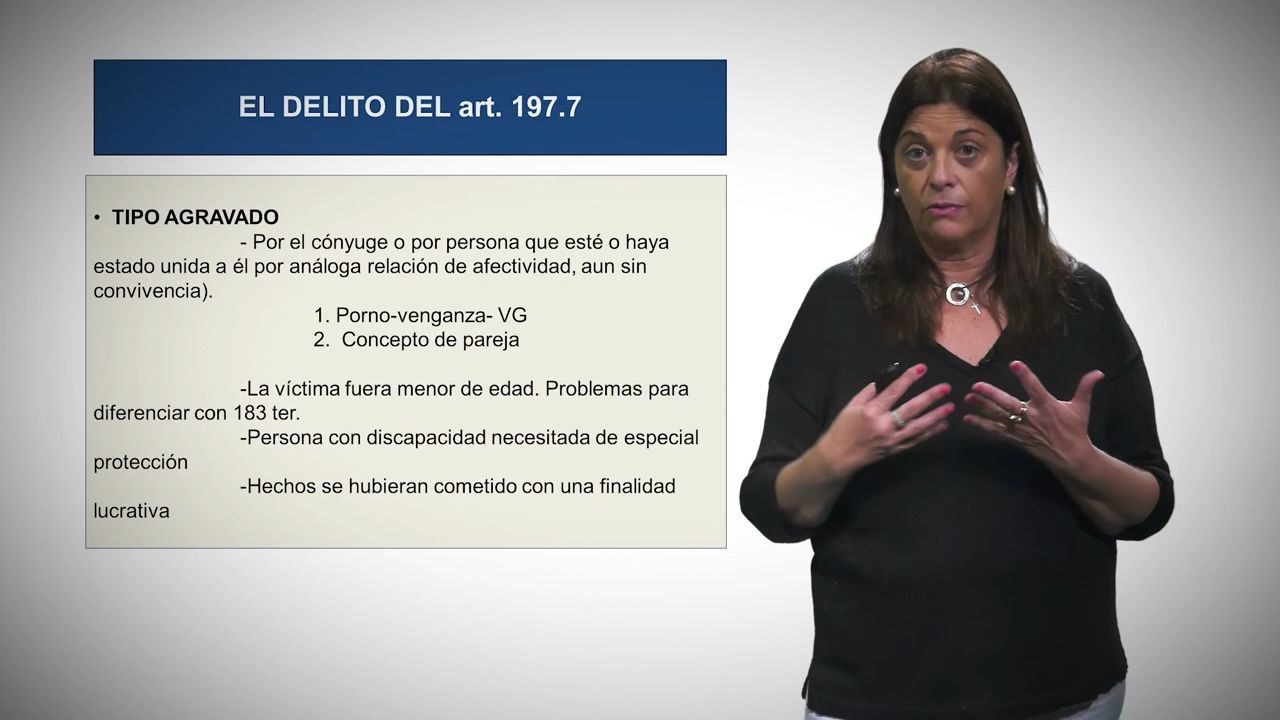 EL DELITO DEL art. 197.7
• TIPO AGRAVADO
- Por el cónyuge o por persona que esté o haya
estado unida a él por análoga relación de afectividad, aun sin
convivencia).
1. Porno-venganza- VG
2. Concepto de pareja
-La víctima fuera menor de edad. Problemas para
diferenciar con 183 ter.
-Persona con discapacidad necesitada de especial
protección
-Hechos se hubieran cometido con una finalidad
lucrativa